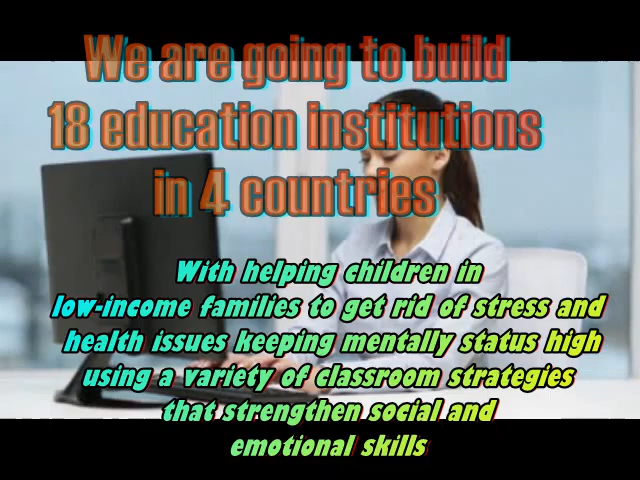 We are going to build
18 education institutions
in 4 countries
With helping children in
low-income families to get rid of stress and
health issues keeping mentally status high
using a variety of classroom strategies
that strengthen social and
emotional skills